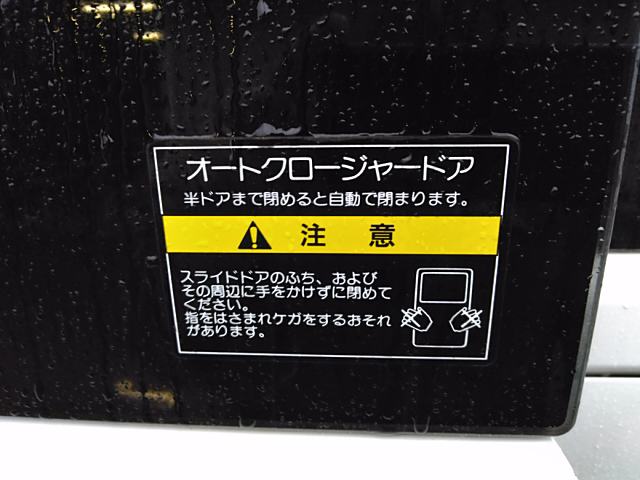 オートクロージャードア
半ドアまで閉めると自動で閉まります。
注意
スライドドアのふち、および
その周辺に手をかけずに閉めて
ください。
指をはさまれケガをするおそれ
があります。